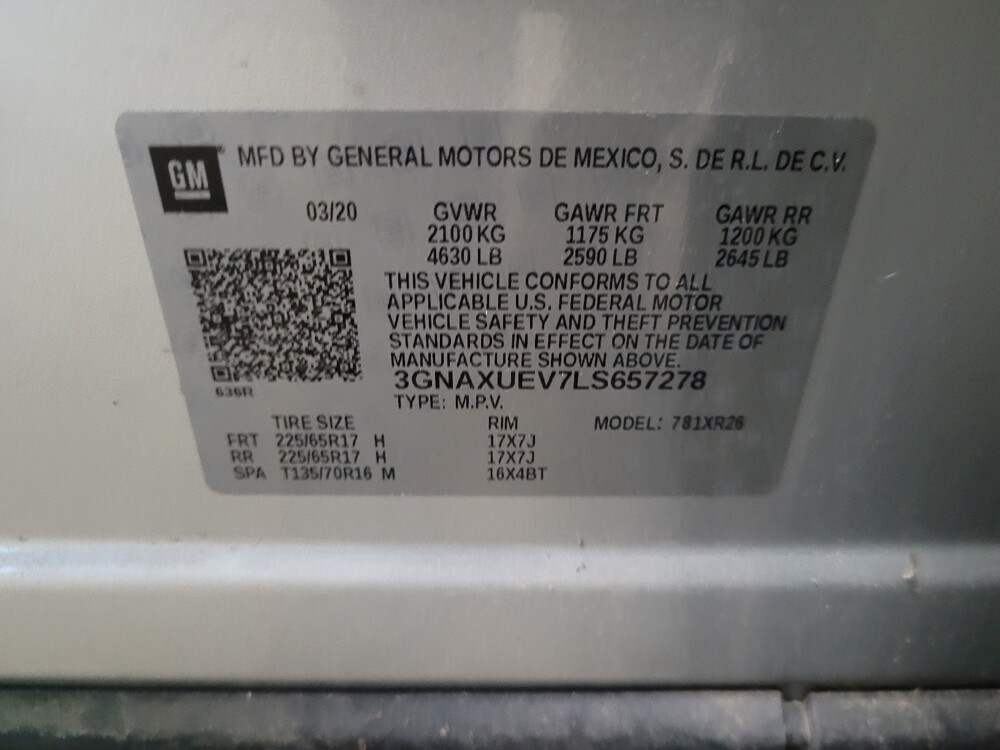 GM MFD BY GENERAL MOTORS DE MEXICO, S. DE R.L. DE C.V.
03/20 GVWR GAWR FRT GAWR RR
2100 KG 1175 KG 1200 KG
4630 LB 2590 LB 2645 LB
THIS VEHICLE CONFORMS TO ALL
APPLICABLE U.S. FEDERAL MOTOR
VEHICLE SAFETY AND THEFT PREVENTION
STANDARDS IN EFFECT ON THE DATE OF
MANUFACTURE SHOWN ABOVE.
3GNAXUEV7LS657278
636R
TYPE: M.P.V.
TIRE SIZE RIM MODEL: 781XR26
FRT 225/65R17 H 17X7J
RR 225/65R17 H 17X7J
SPA T135/70R16 M 16X4BT